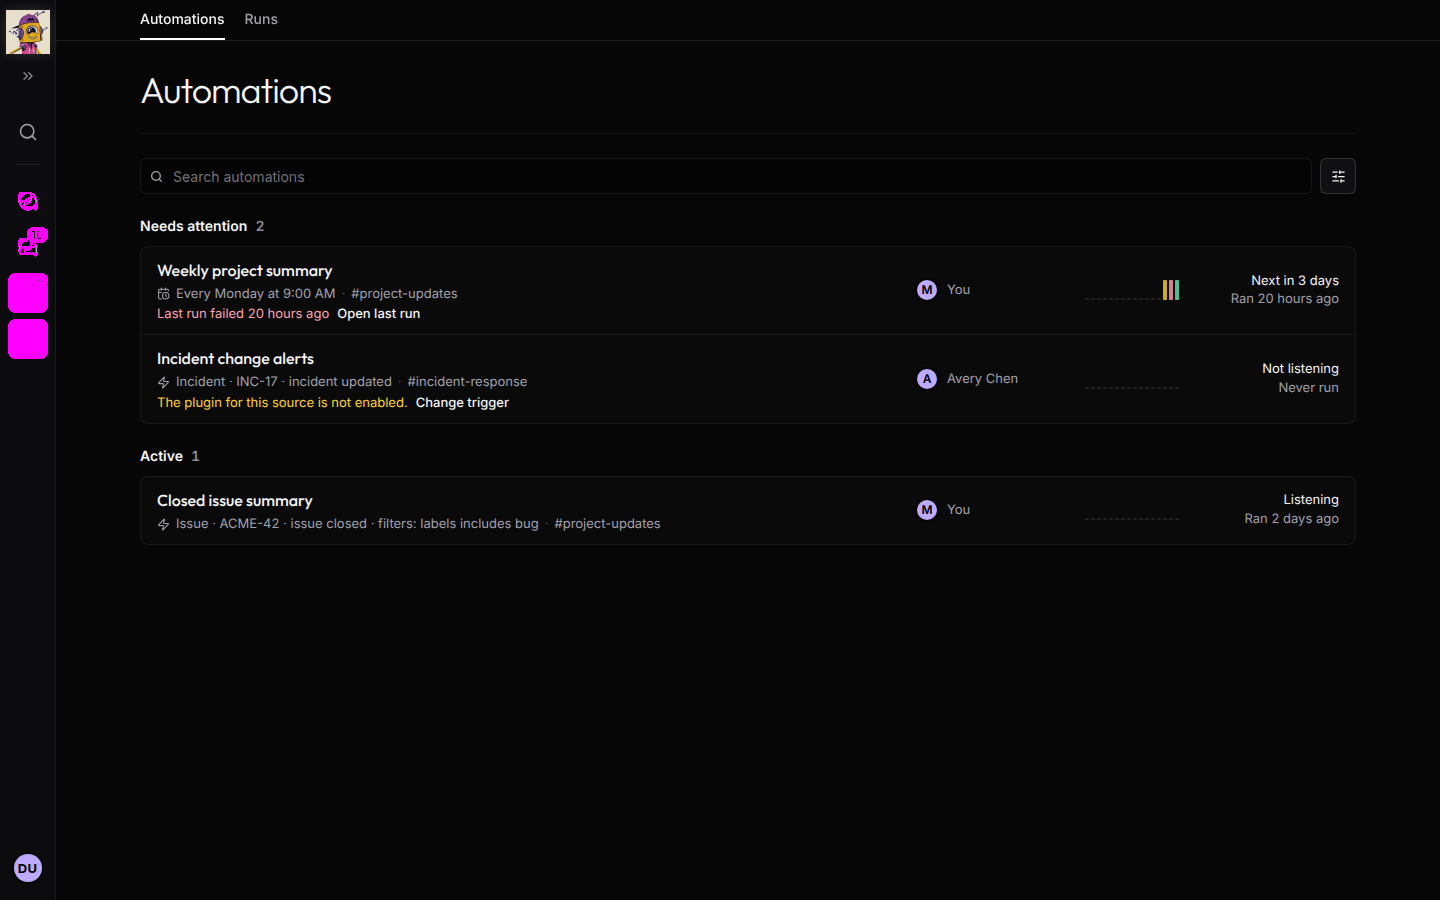 Automations Runs
Automations
Search automations
Needs attention 2
Weekly project summary
Every Monday at 9:00 AM · #project-updates
Last run failed 20 hours ago Open last run
M You
Next in 3 days
Ran 20 hours ago
Incident change alerts
Incident · INC-17 · incident updated · #incident-response
The plugin for this source is not enabled. Change trigger
A Avery Chen
Not listening
Never run
Active 1
Closed issue summary
Issue · ACME-42 · issue closed · filters: labels includes bug · #project-updates
M You
Listening
Ran 2 days ago
DU